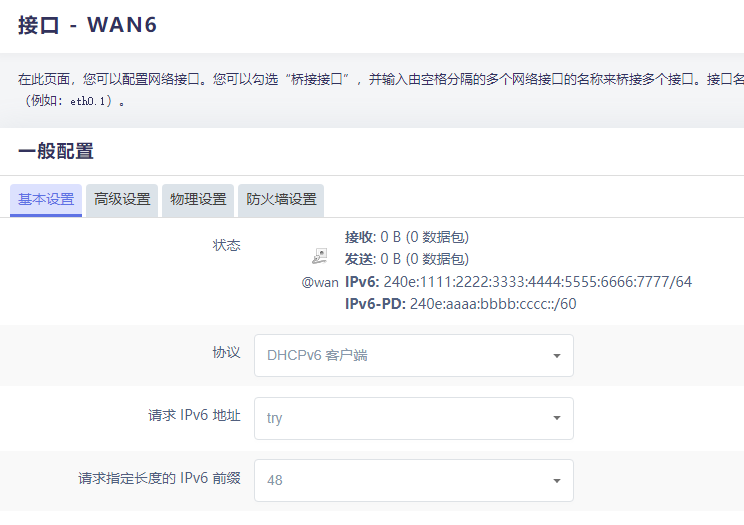 接口 - WAN6
在此页面，您可以配置网络接口。您可以勾选“桥接接口”，并输入由空格分隔的多个网络接口的名称来桥接多个接口。接口名
（例如：eth0.1）。
一般配置
基本设置 高级设置 物理设置 防火墙设置
状态
@wan
接收: 0 B (0 数据包)
发送: 0 B (0 数据包)
IPv6: 240e:1111:2222:3333:4444:5555:6666:7777/64
IPv6-PD: 240e:aaaa:bbbb:cccc::/60
协议 DHCPv6 客户端
请求 IPv6 地址 try
请求指定长度的 IPv6 前缀 48